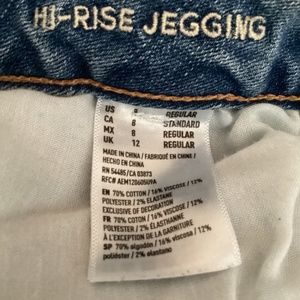 HI-RISE JEGGING
US 8 REGULAR
CA 8 STANDARD
MX 8 REGULAR
UK 12 REGULAR
MADE IN CHINA / FABRIQUÉ EN CHINE /
HECHO EN CHINA
RN 54485/CA 03873
RFC# AEM120605U9A
EN 70% COTTON / 16% VISCOSE / 12%
POLYESTER / 2% ELASTANE
EXCLUSIVE OF DECORATION
FR 70% COTON / 16% VISCOSE / 12%
POLYESTER / 2% ÉLASTHANNE
À L'EXCEPTION DE LA GARNITURE
SP 70% algodón / 16% viscosa / 12%
poliéster / 2% elastano